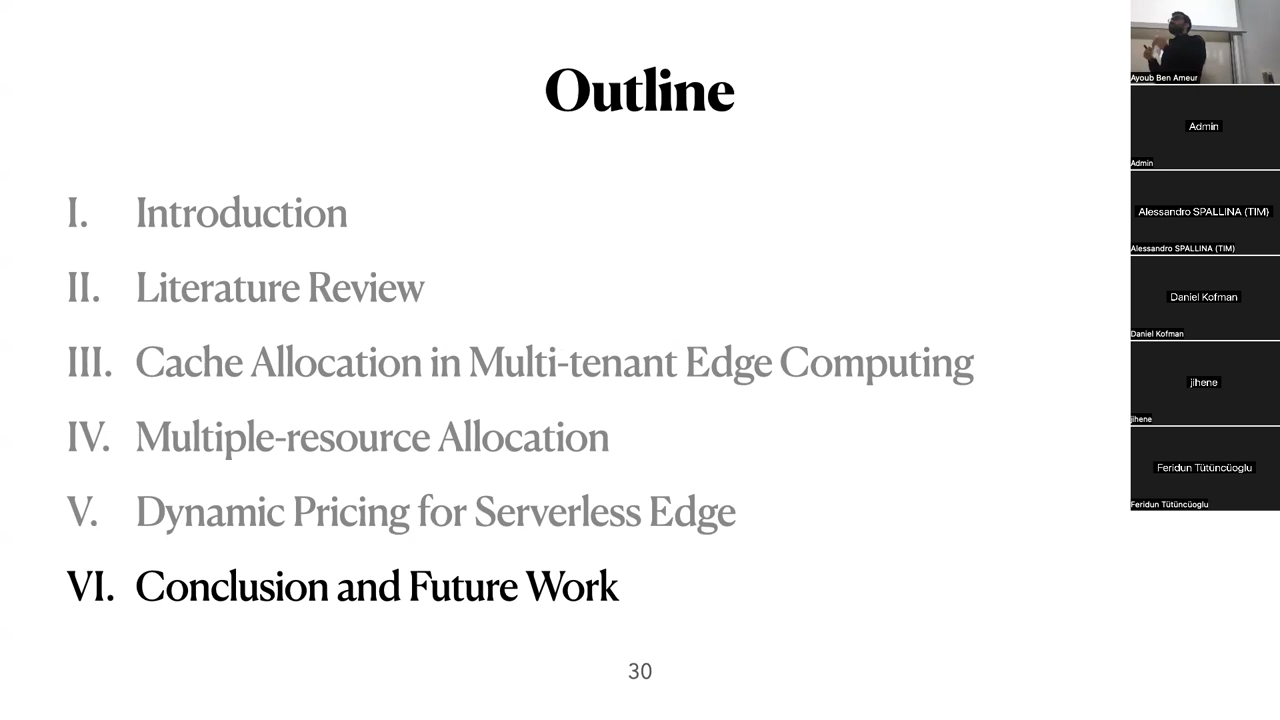 Outline
I. Introduction
II. Literature Review
III. Cache Allocation in Multi-tenant Edge Computing
IV. Multiple-resource Allocation
V. Dynamic Pricing for Serverless Edge
VI. Conclusion and Future Work
30
Ayoub Ben Ameur
Admin
Admin
Alessandro SPALLINA (TIM)
Alessandro SPALLINA (TIM)
Daniel Kofman
Daniel Kofman
jihene
jihene
Feridun Tütüncüoglu
Feridun Tütüncüoglu